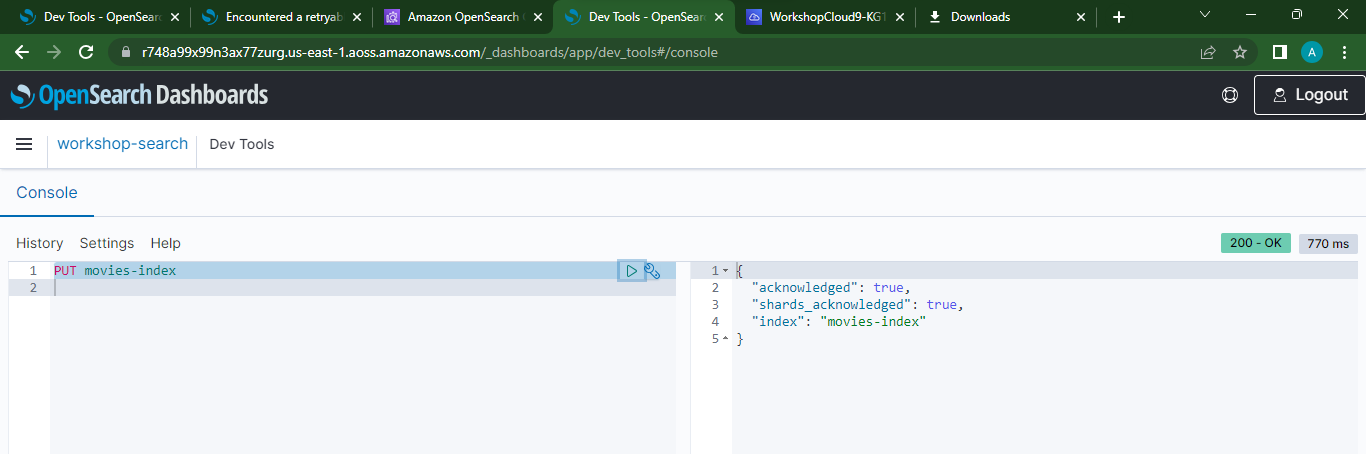 Dev Tools - OpenSearc
Encountered a retryab
Amazon OpenSearch
Dev Tools - OpenSearc
WorkshopCloud9-KG1
Downloads
r748a99x99n3ax77zurg.us-east-1.aoss.amazonaws.com/_dashboards/app/dev_tools#/console
A
OpenSearch Dashboards
Logout
workshop-search
Dev Tools
Console
History Settings Help
200 - OK
770 ms
1 PUT movies-index
2
1 {
2 "acknowledged": true,
3 "shards_acknowledged": true,
4 "index": "movies-index"
5 }